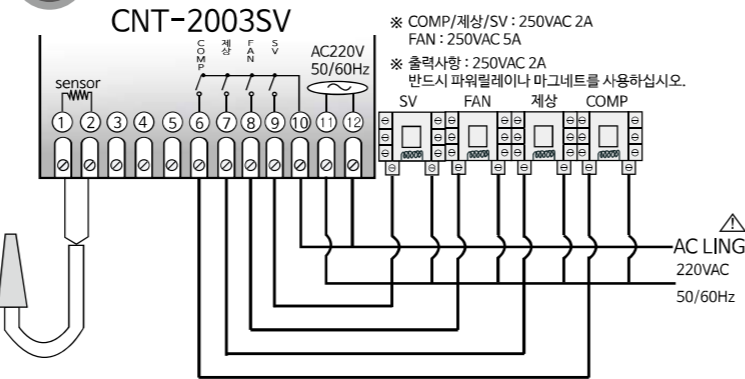 CNT-2003SV
※ COMP/제상/SV : 250VAC 2A
FAN : 250VAC 5A
※ 출력사항 : 250VAC 2A
반드시 파워릴레이나 마그네트를 사용하십시오.
COMP
제상
FAN
SV
AC220V
50/60Hz
sensor
SV FAN 제상 COMP
1 2 3 4 5 6 7 8 9 10 11 12
AC LING
220VAC
50/60Hz